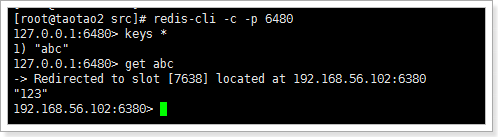 [root@taotao2 src]# redis-cli -c -p 6480
127.0.0.1:6480> keys *
1) "abc"
127.0.0.1:6480> get abc
-> Redirected to slot [7638] located at 192.168.56.102:6380
"123"
192.168.56.102:6380>